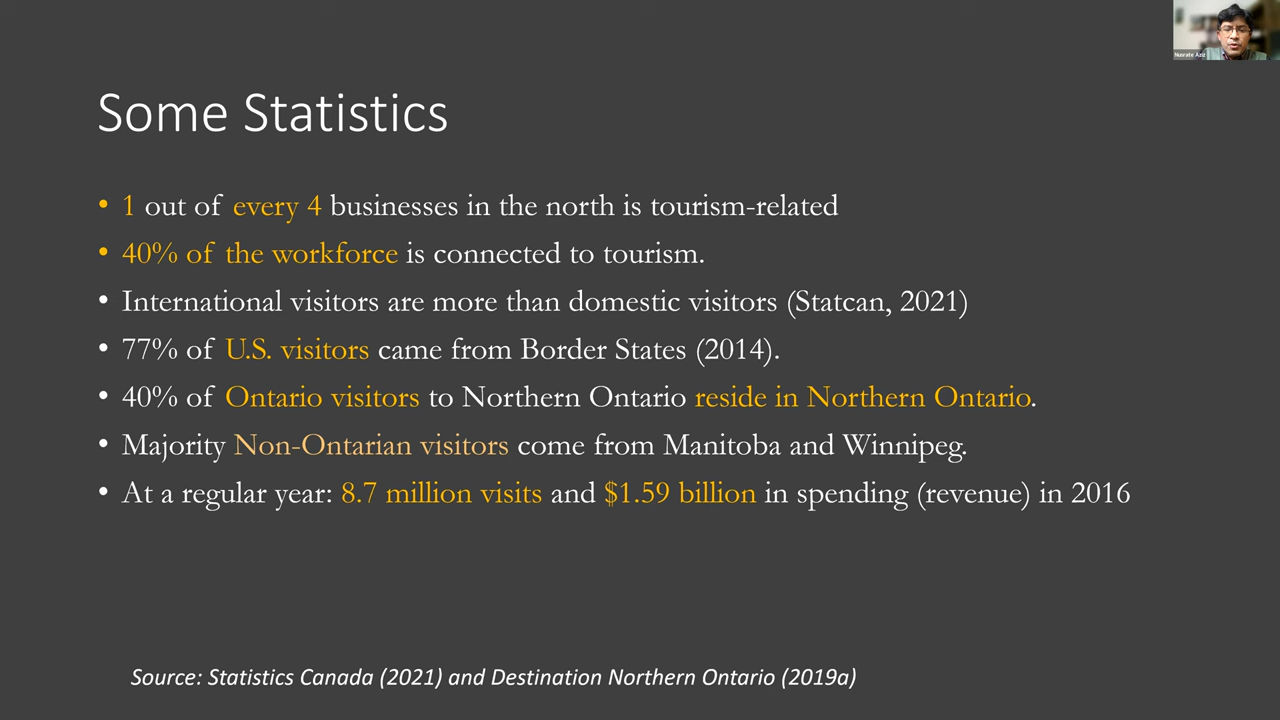 Nusrate Aziz
Some Statistics
• 1 out of every 4 businesses in the north is tourism-related
• 40% of the workforce is connected to tourism.
• International visitors are more than domestic visitors (Statcan, 2021)
• 77% of U.S. visitors came from Border States (2014).
• 40% of Ontario visitors to Northern Ontario reside in Northern Ontario.
• Majority Non-Ontarian visitors come from Manitoba and Winnipeg.
• At a regular year: 8.7 million visits and $1.59 billion in spending (revenue) in 2016
Source: Statistics Canada (2021) and Destination Northern Ontario (2019a)